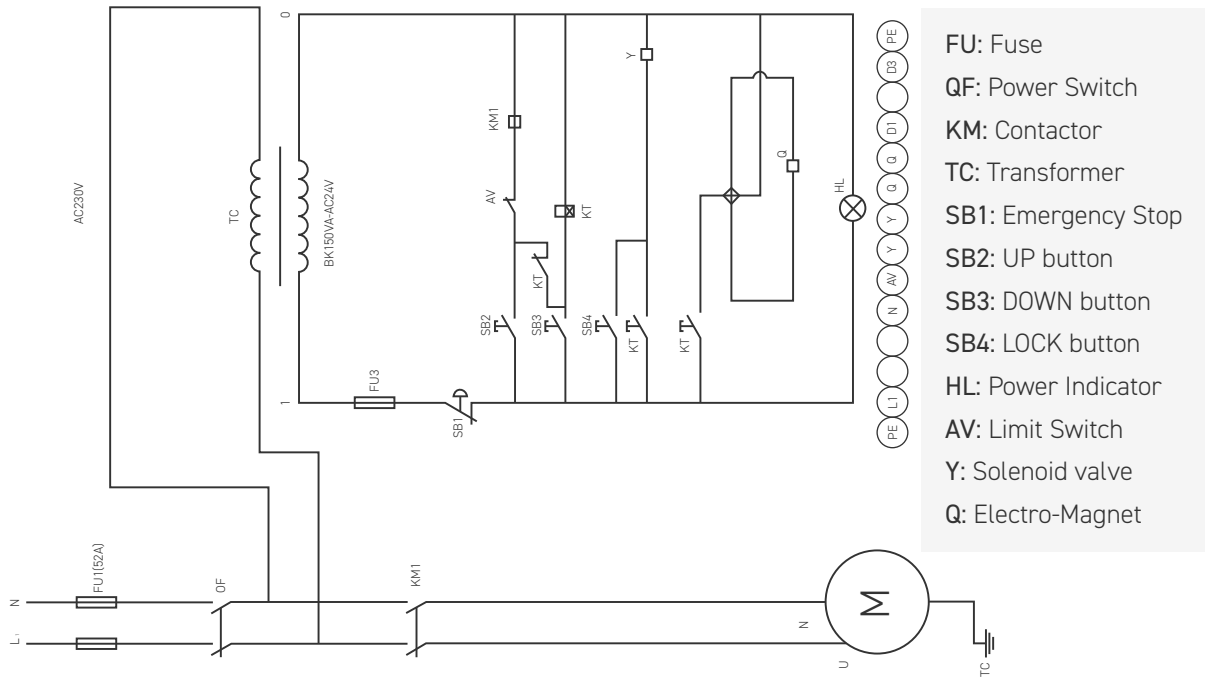 0
AC230V
TC
BK150VA-AC24V
KM1
AV
KT
KT
Y
Q
HL
SB2
SB3
SB4
KT
KT
1
FU3
SB1
PE
D3
D1
Q
Q
Y
Y
AV
N
L1
PE
FU: Fuse
QF: Power Switch
KM: Contactor
TC: Transformer
SB1: Emergency Stop
SB2: UP button
SB3: DOWN button
SB4: LOCK button
HL: Power Indicator
AV: Limit Switch
Y: Solenoid valve
Q: Electro-Magnet
N
FU1(52A)
OF
KM1
L
M
N
U
TC